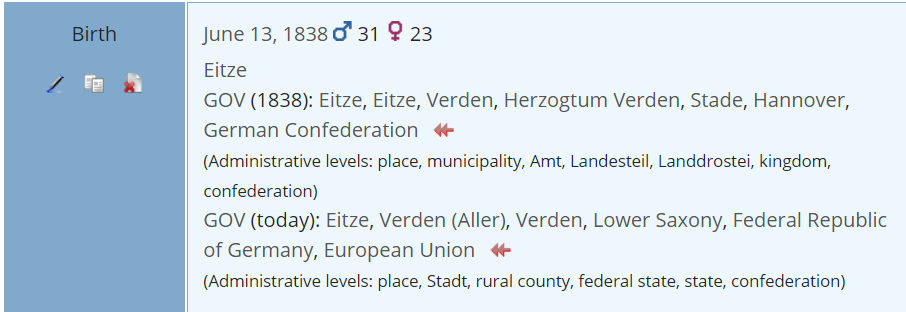 Birth
June 13, 1838 ♂ 31 ♀ 23
Eitze
GOV (1838): Eitze, Eitze, Verden, Herzogtum Verden, Stade, Hannover,
German Confederation
(Administrative levels: place, municipality, Amt, Landesteil, Landdrostei, kingdom,
confederation)
GOV (today): Eitze, Verden (Aller), Verden, Lower Saxony, Federal Republic
of Germany, European Union
(Administrative levels: place, Stadt, rural county, federal state, state, confederation)